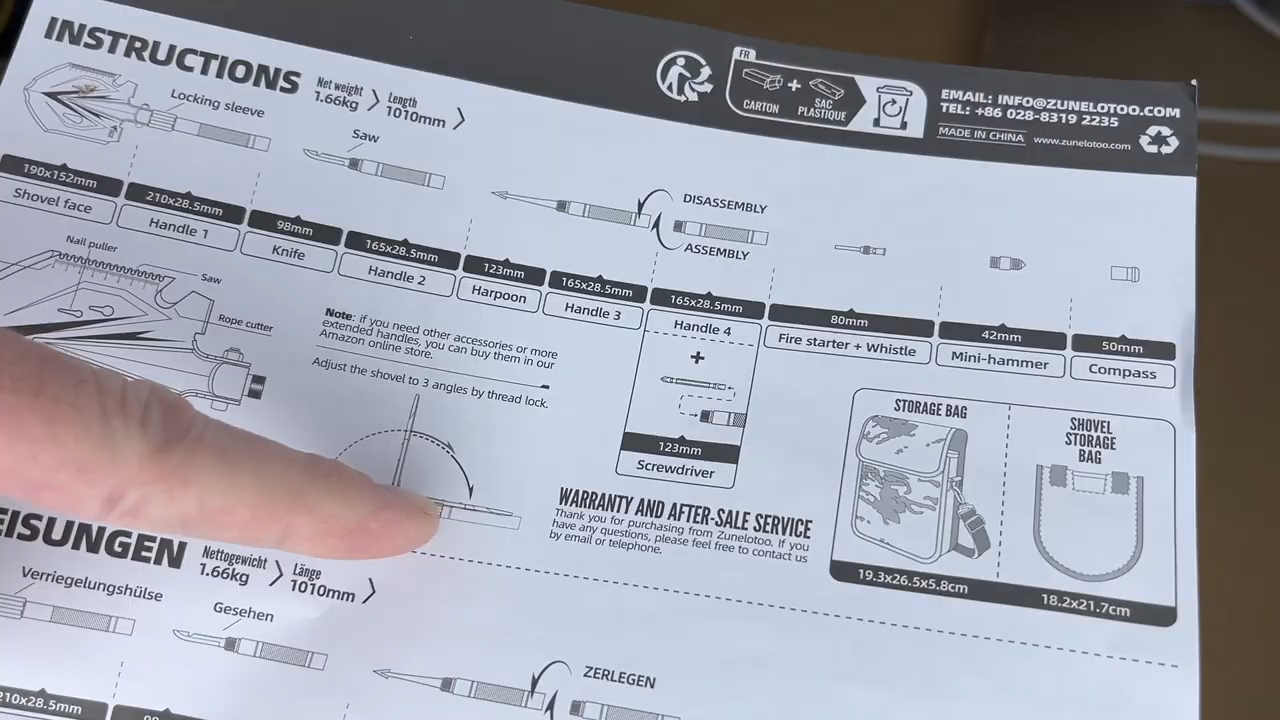 INSTRUCTIONS
Net weight
1.66kg
Length
1010mm
FR
CARTON
+
SAC
PLASTIQUE
EMAIL: INFO@ZUNELOTOO.COM
TEL: +86 028-8319 2235
MADE IN CHINA
www.zunelotoo.com
Locking sleeve
Saw
DISASSEMBLY
ASSEMBLY
190x152mm
Shovel face
210x28.5mm
Handle 1
98mm
Knife
165x28.5mm
Handle 2
123mm
Harpoon
165x28.5mm
Handle 3
165x28.5mm
Handle 4
+
123mm
Screwdriver
80mm
Fire starter + Whistle
42mm
Mini-hammer
50mm
Compass
Nail puller
Saw
Rope cutter
Note: if you need other accessories or more
extended handles, you can buy them in our
Amazon online store.
Adjust the shovel to 3 angles by thread lock.
WARRANTY AND AFTER-SALE SERVICE
Thank you for purchasing from Zunelotoo. If you
have any questions, please feel free to contact us
by email or telephone.
STORAGE BAG
19.3x26.5x5.8cm
SHOVEL
STORAGE
BAG
18.2x21.7cm
EISUNGEN
Nettogewicht
1.66kg
Länge
1010mm
Verriegelungshülse
Gesehen
ZERLEGEN
210x28.5mm